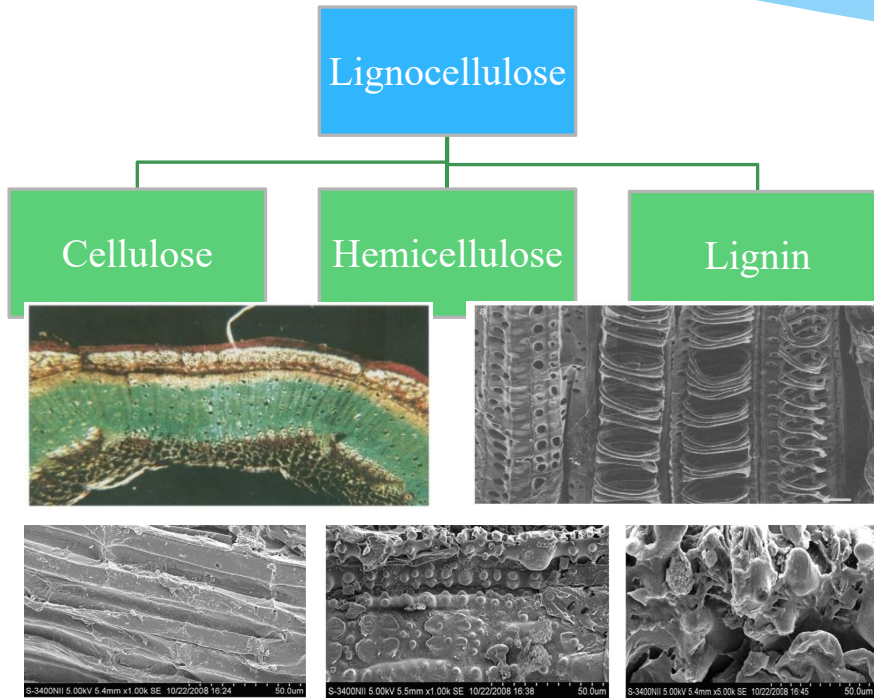 Lignocellulose
Cellulose
Hemicellulose
Lignin
S-3400NII 5.00kV 5.4mm x1.00k SE 10/22/2008 16:24 50.0um
S-3400NII 5.00kV 5.5mm x1.00k SE 10/22/2008 16:38 50.0um
S-3400NII 5.00kV 5.4mm x5.00k SE 10/22/2008 16:45 50.0um